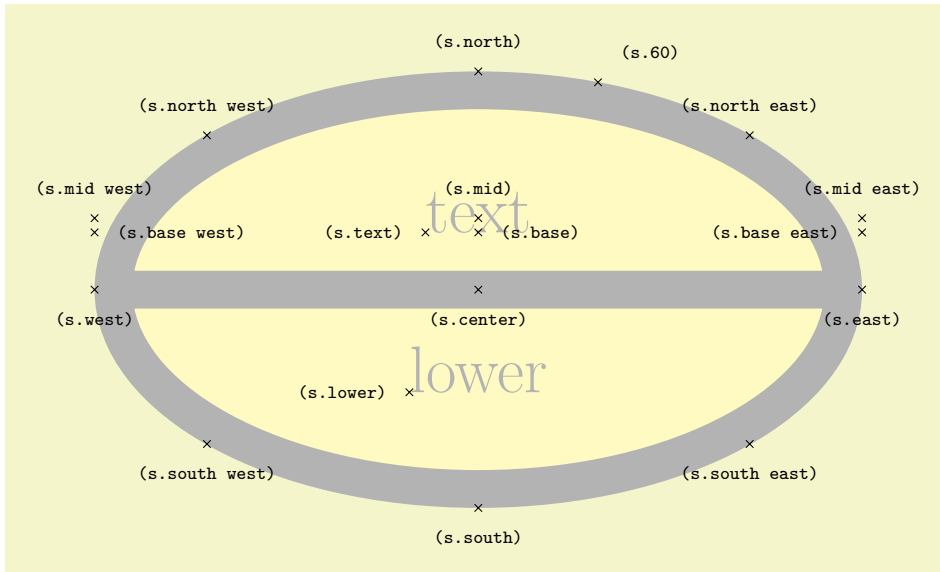 (s.north)
(s.60)
(s.north west) (s.north east)
(s.mid west) (s.mid) (s.mid east)
text
(s.base west) (s.text) (s.base) (s.base east)
(s.west) (s.center) (s.east)
lower
(s.lower)
(s.south west) (s.south east)
(s.south)